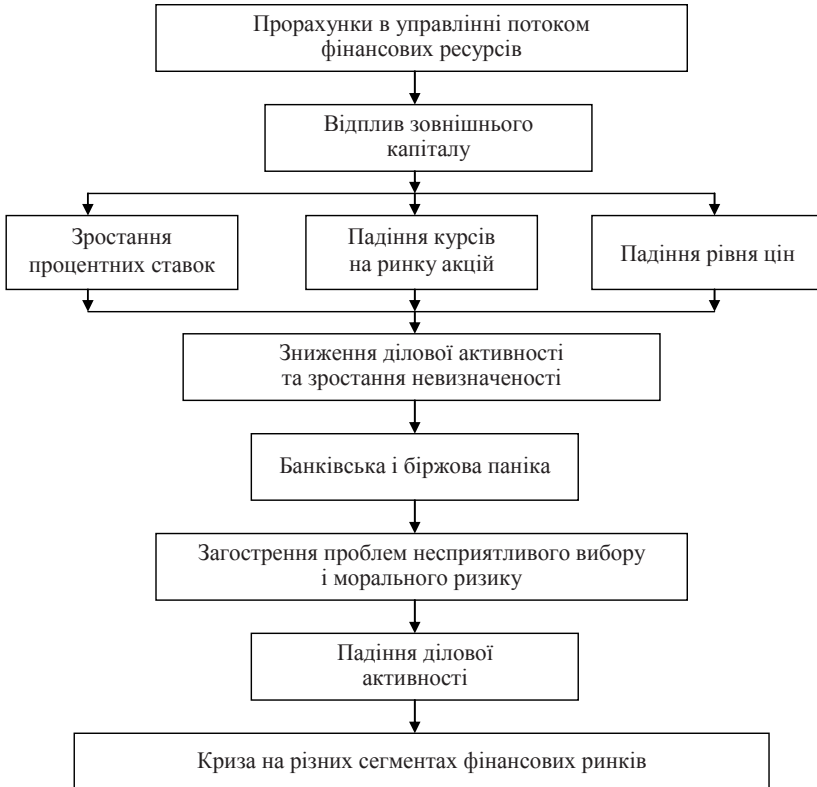 Прорахунки в управлінні потоком
фінансових ресурсів
Відплив зовнішнього
капіталу
Зростання
процентних ставок
Падіння курсів
на ринку акцій
Падіння рівня цін
Зниження ділової активності
та зростання невизначеності
Банківська і біржова паніка
Загострення проблем несприятливого вибору
і морального ризику
Падіння ділової
активності
Криза на різних сегментах фінансових ринків